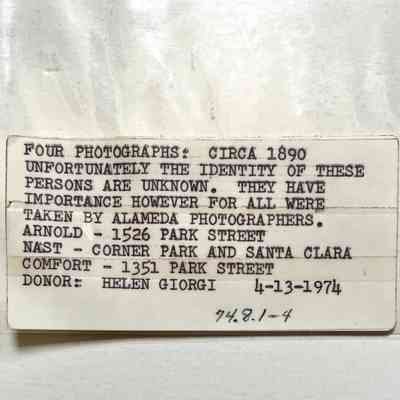 FOUR PHOTOGRAPHS: CIRCA 1890
UNFORTUNATELY THE IDENTITY OF THESE
PERSONS ARE UNKNOWN. THEY HAVE
IMPORTANCE HOWEVER FOR ALL WERE
TAKEN BY ALAMEDA PHOTOGRAPHERS.
ARNOLD - 1526 PARK STREET
NAST - CORNER PARK AND SANTA CLARA
COMFORT - 1351 PARK STREET
DONOR: HELEN GIORGI 4-13-1974
74.8.1-4